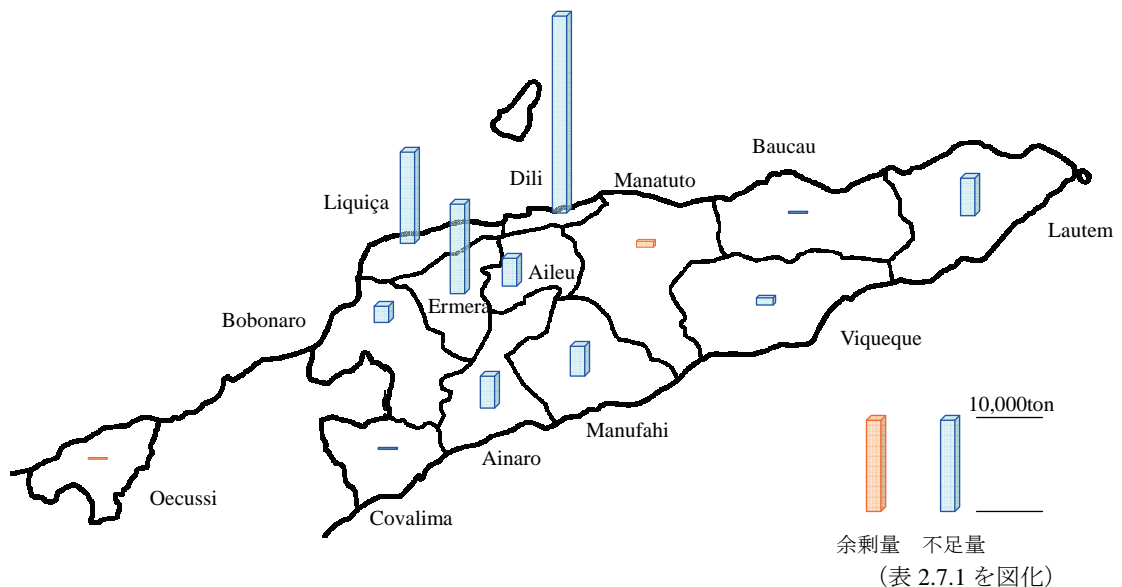 Baucau
Dili
Manatuto
Liquiça
Lautem
Aileu
Ermera
Bobonaro
Viqueque
10,000ton
Manufahi
Ainaro
Oecussi
Covalima
余剰量 不足量
(表 2.7.1 を図化)